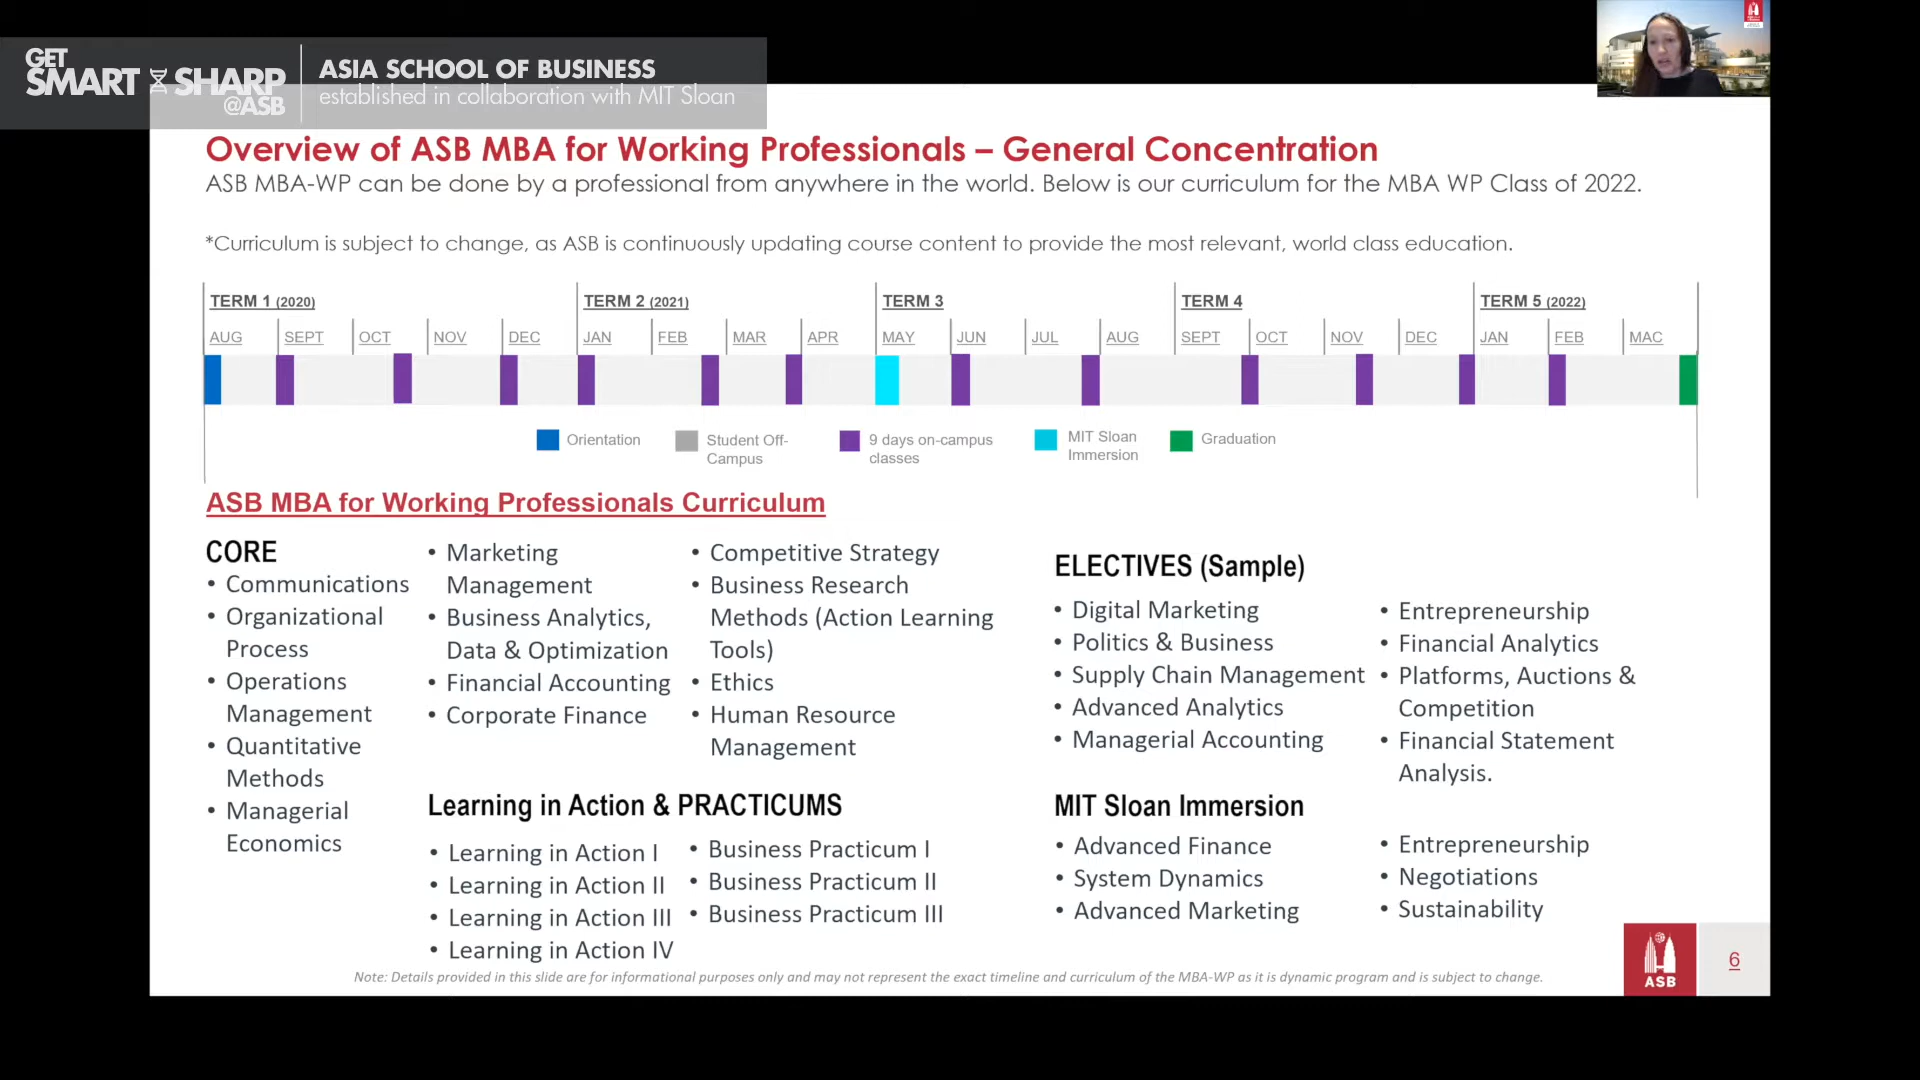 GET
SMART SHARP
@ASB
ASIA SCHOOL OF BUSINESS
established in collaboration with MIT Sloan
Overview of ASB MBA for Working Professionals – General Concentration
ASB MBA-WP can be done by a professional from anywhere in the world. Below is our curriculum for the MBA WP Class of 2022.
*Curriculum is subject to change, as ASB is continuously updating course content to provide the most relevant, world class education.
TERM 1 (2020) TERM 2 (2021) TERM 3 TERM 4 TERM 5 (2022)
AUG SEPT OCT NOV DEC JAN FEB MAR APR MAY JUN JUL AUG SEPT OCT NOV DEC JAN FEB MAC
Orientation
Student Off-
Campus
9 days on-campus
classes
MIT Sloan
Immersion
Graduation
ASB MBA for Working Professionals Curriculum
CORE
• Communications
• Organizational
Process
• Operations
Management
• Quantitative
Methods
• Managerial
Economics
• Marketing
Management
• Business Analytics,
Data & Optimization
• Financial Accounting
• Corporate Finance
• Competitive Strategy
• Business Research
Methods (Action Learning
Tools)
• Ethics
• Human Resource
Management
Learning in Action & PRACTICUMS
• Learning in Action I
• Learning in Action II
• Learning in Action III
• Learning in Action IV
• Business Practicum I
• Business Practicum II
• Business Practicum III
ELECTIVES (Sample)
• Digital Marketing
• Politics & Business
• Supply Chain Management
• Advanced Analytics
• Managerial Accounting
• Entrepreneurship
• Financial Analytics
• Platforms, Auctions &
Competition
• Financial Statement
Analysis.
MIT Sloan Immersion
• Advanced Finance
• System Dynamics
• Advanced Marketing
• Entrepreneurship
• Negotiations
• Sustainability
Note: Details provided in this slide are for informational purposes only and may not represent the exact timeline and curriculum of the MBA-WP as it is dynamic program and is subject to change.
ASB
6